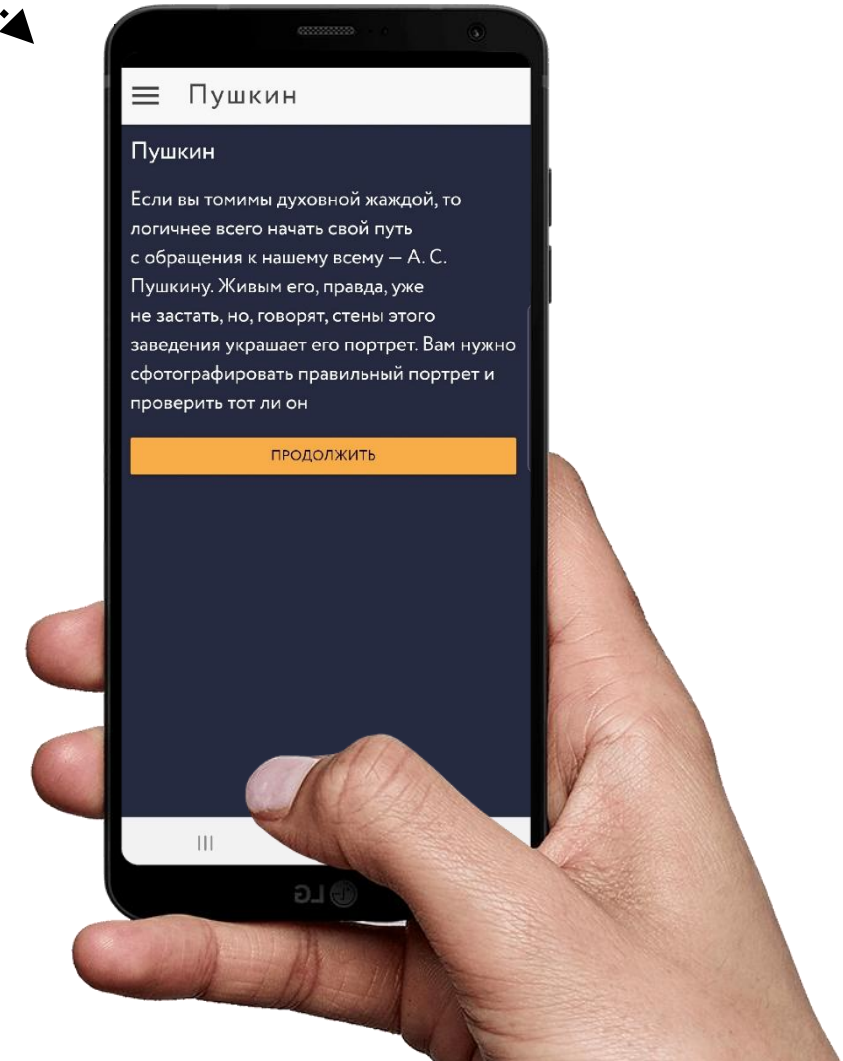 Пушкин
Пушкин
Если вы томимы духовной жаждой, то
логичнее всего начать свой путь
с обращения к нашему всему — А. С.
Пушкину. Живым его, правда, уже
не застать, но, говорят, стены этого
заведения украшает его портрет. Вам нужно
сфотографировать правильный портрет и
проверить тот ли он
ПРОДОЛЖИТЬ
LG